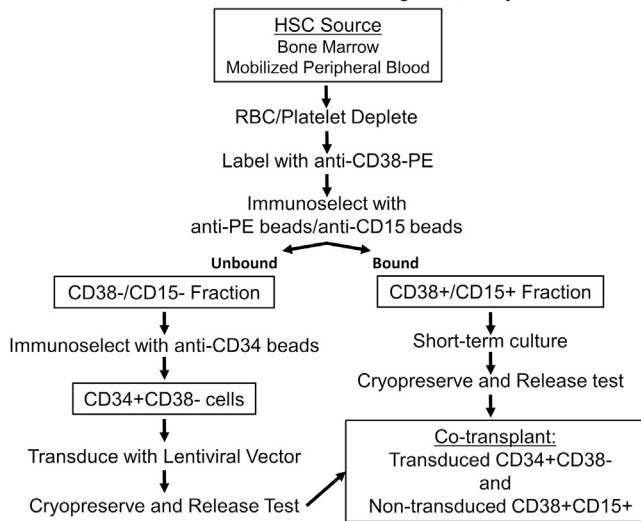 HSC Source
Bone Marrow
Mobilized Peripheral Blood
RBC/Platelet Deplete
Label with anti-CD38-PE
Immunoselect with
anti-PE beads/anti-CD15 beads
Unbound
Bound
CD38-/CD15- Fraction
Immunoselect with anti-CD34 beads
CD34+CD38- cells
Transduce with Lentiviral Vector
Cryopreserve and Release Test
CD38+/CD15+ Fraction
Short-term culture
Cryopreserve and Release test
Co-transplant:
Transduced CD34+CD38-
and
Non-transduced CD38+CD15+